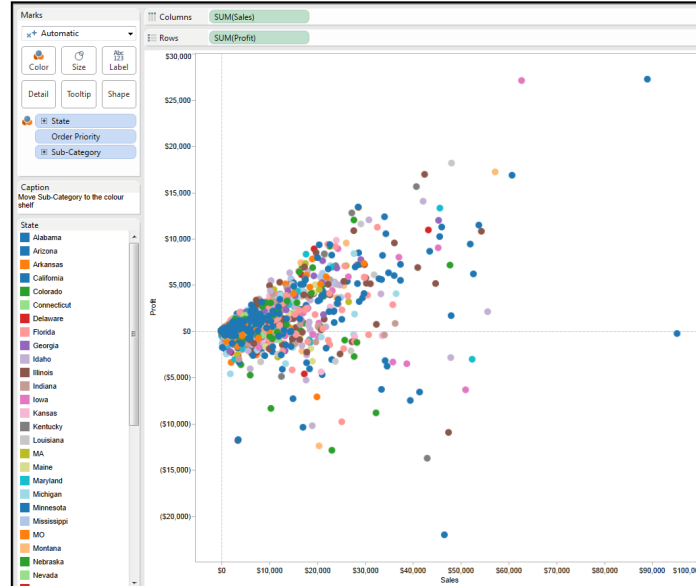 Marks
Automatic
Color
Size
Abc
123
Label
Detail
Tooltip
Shape
State
Order Priority
Sub-Category
Caption
Move Sub-Category to the colour
shelf
State
Alabama
Arizona
Arkansas
California
Colorado
Connecticut
Delaware
Florida
Georgia
Idaho
Illinois
Indiana
Iowa
Kansas
Kentucky
Louisiana
MA
Maine
Maryland
Michigan
Minnesota
Mississippi
MO
Montana
Nebraska
Nevada
Columns
SUM(Sales)
Rows
SUM(Profit)
$30,000
$25,000
$20,000
$15,000
$10,000
$5,000
$0
($5,000)
($10,000)
($15,000)
($20,000)
Profit
$0 $10,000 $20,000 $30,000 $40,000 $50,000 $60,000 $70,000 $80,000 $90,000 $100,0
Sales